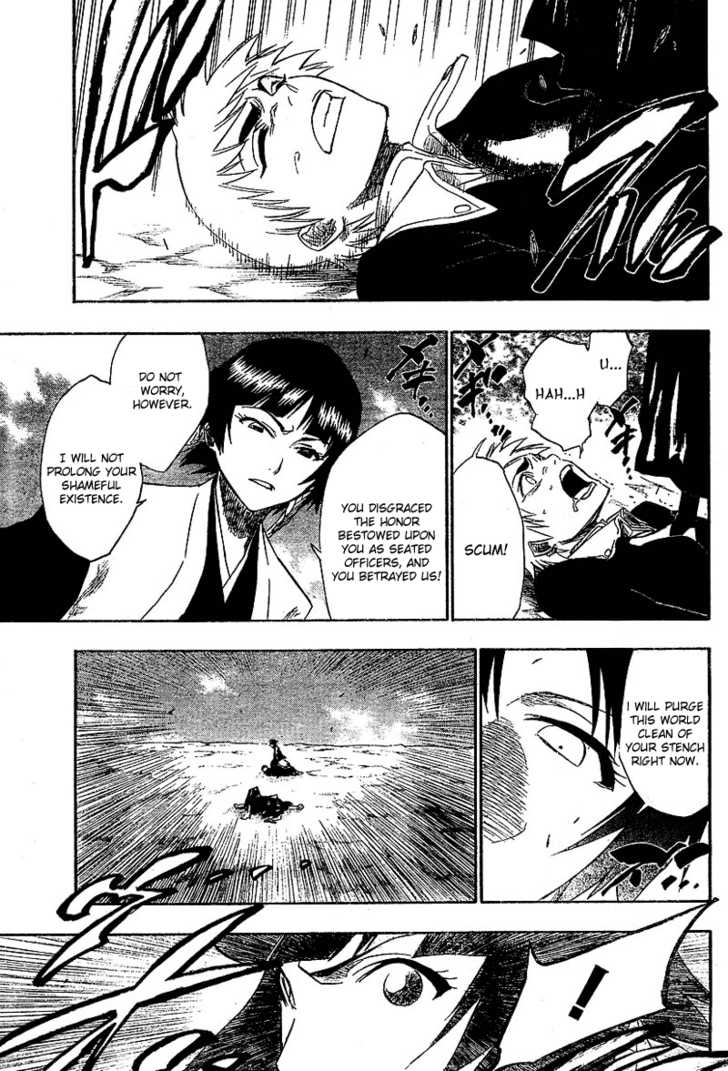 U...
HAH...H
SCUM!
YOU DISGRACED
THE HONOR
BESTOWED UPON
YOU AS SEATED
OFFICERS, AND
YOU BETRAYED US!
DO NOT
WORRY,
HOWEVER.
I WILL NOT
PROLONG YOUR
SHAMEFUL
EXISTENCE.
I WILL PURGE
THIS WORLD
CLEAN OF
YOUR STENCH
RIGHT NOW.
!